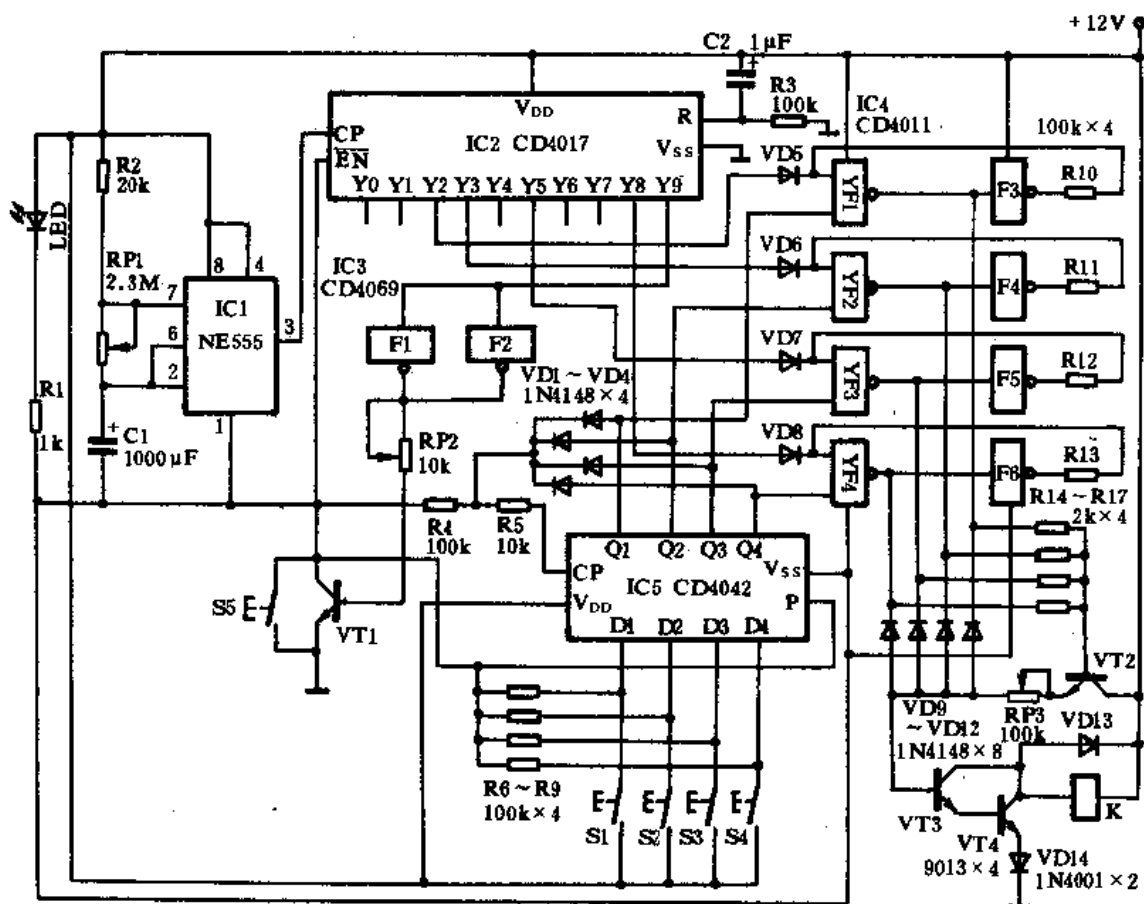 +12V
C2 1μF
R3
100k
IC4
CD4011
100k×4
VDD
CP
EN
IC2 CD4017
R
VSS
Y0 Y1 Y2 Y3 Y4 Y5 Y6 Y7 Y8 Y9
VD5
YF1
F3
R10
R2
20k
LED
RP1
2.3M
8
4
7
6
2
3
1
IC1
NE555
IC3
CD4069
F1
F2
VD6
YF2
F4
R11
VD7
YF3
F5
R12
VD1~VD4
1N4148×4
R1
1k
C1
1000μF
RP2
10k
VD8
YF4
F6
R13
R14~R17
2k×4
R4
100k
R5
10k
Q1 Q2 Q3 Q4
CP
VSS
IC5 CD4042
VDD
P
D1 D2 D3 D4
S5
VT1
VT2
VD9
~VD12
1N4148×8
RP3
100k
VD13
R6~R9
100k×4
S1 S2 S3 S4
VT3
VT4
9013×4
K
VD14
1N4001×2